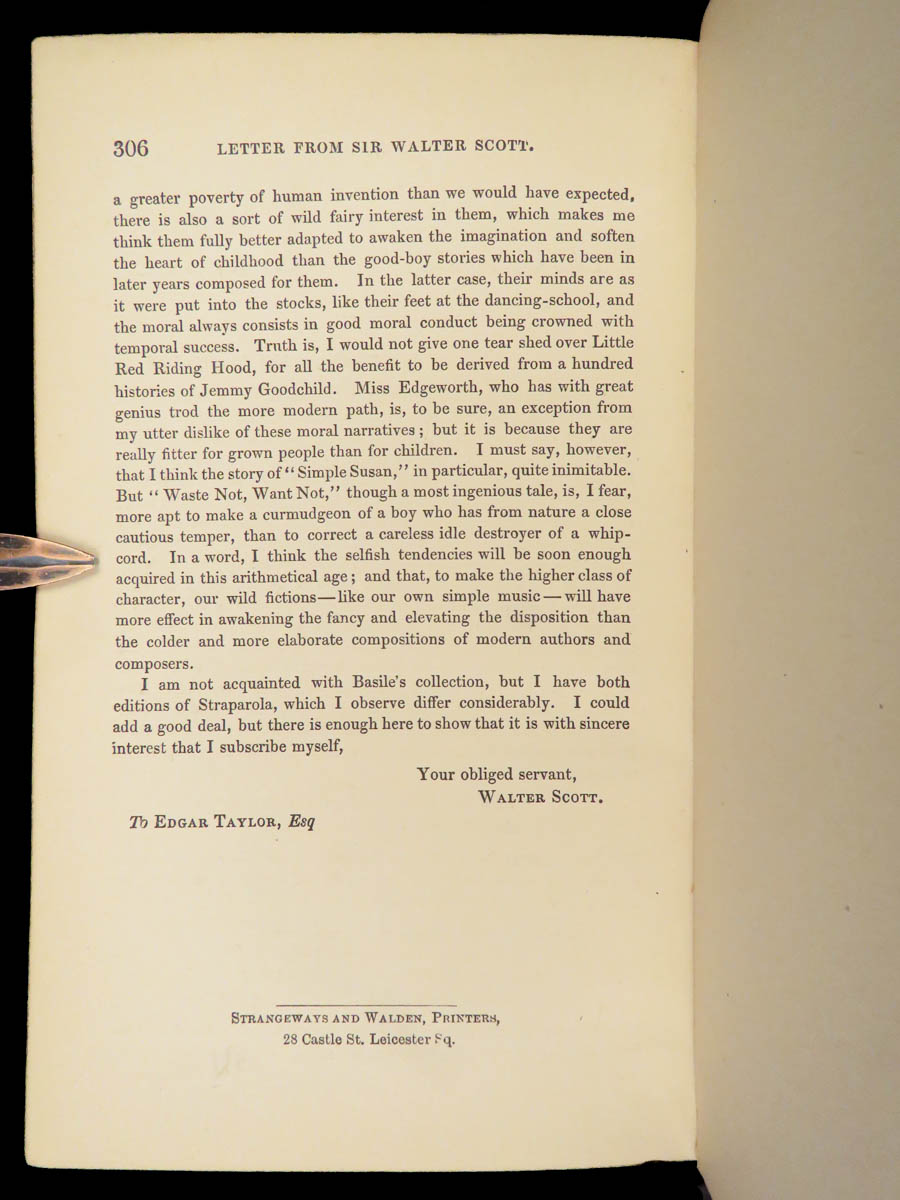 306 LETTER FROM SIR WALTER SCOTT.
a greater poverty of human invention than we would have expected,
there is also a sort of wild fairy interest in them, which makes me
think them fully better adapted to awaken the imagination and soften
the heart of childhood than the good-boy stories which have been in
later years composed for them. In the latter case, their minds are as
it were put into the stocks, like their feet at the dancing-school, and
the moral always consists in good moral conduct being crowned with
temporal success. Truth is, I would not give one tear shed over Little
Red Riding Hood, for all the benefit to be derived from a hundred
histories of Jemmy Goodchild. Miss Edgeworth, who has with great
genius trod the more modern path, is, to be sure, an exception from
my utter dislike of these moral narratives; but it is because they are
really fitter for grown people than for children. I must say, however,
that I think the story of "Simple Susan," in particular, quite inimitable.
But "Waste Not, Want Not," though a most ingenious tale, is, I fear,
more apt to make a curmudgeon of a boy who has from nature a close
cautious temper, than to correct a careless idle destroyer of a whip-
cord. In a word, I think the selfish tendencies will be soon enough
acquired in this arithmetical age; and that, to make the higher class of
character, our wild fictions—like our own simple music—will have
more effect in awakening the fancy and elevating the disposition than
the colder and more elaborate compositions of modern authors and
composers.
I am not acquainted with Basile's collection, but I have both
editions of Straparola, which I observe differ considerably. I could
add a good deal, but there is enough here to show that it is with sincere
interest that I subscribe myself,
Your obliged servant,
WALTER SCOTT.
To EDGAR TAYLOR, Esq
STRANGEWAYS AND WALDEN, PRINTERS,
28 Castle St. Leicester Sq.